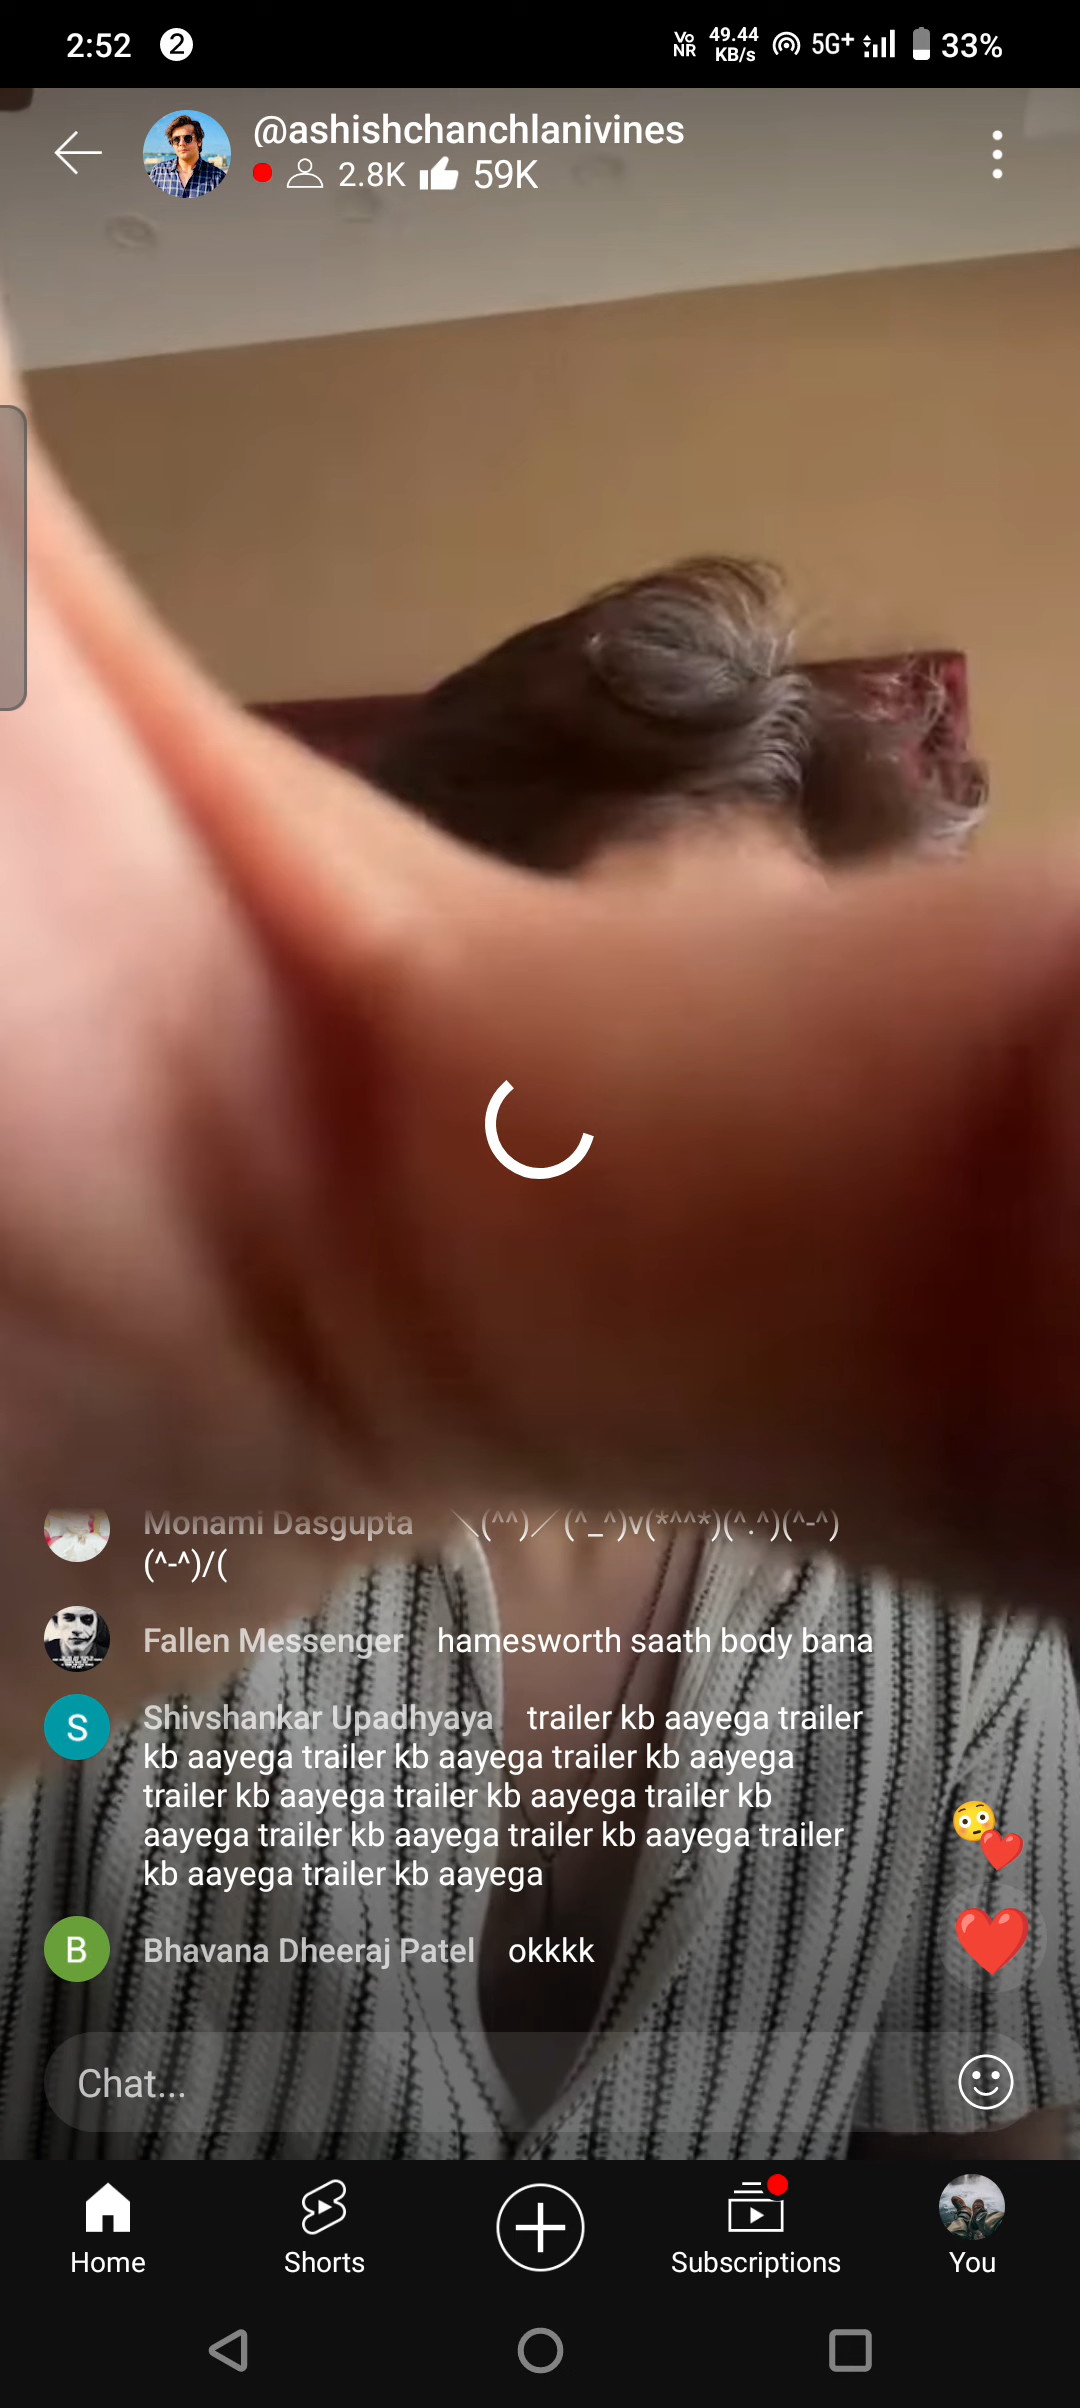 2:52 2 Vo NR 49.44 KB/s 5G+ 33%
@ashishchanchlanivines
2.8K 59K
Monami Dasgupta ＼(^^)／(^_^)v(*^^*)(^.^)(^-^)
(^-^)/(
Fallen Messenger hamesworth saath body bana
S Shivshankar Upadhyaya trailer kb aayega trailer
kb aayega trailer kb aayega trailer kb aayega
trailer kb aayega trailer kb aayega trailer kb
aayega trailer kb aayega trailer kb aayega trailer
kb aayega trailer kb aayega
B Bhavana Dheeraj Patel okkkk
Chat...
Home Shorts Subscriptions You